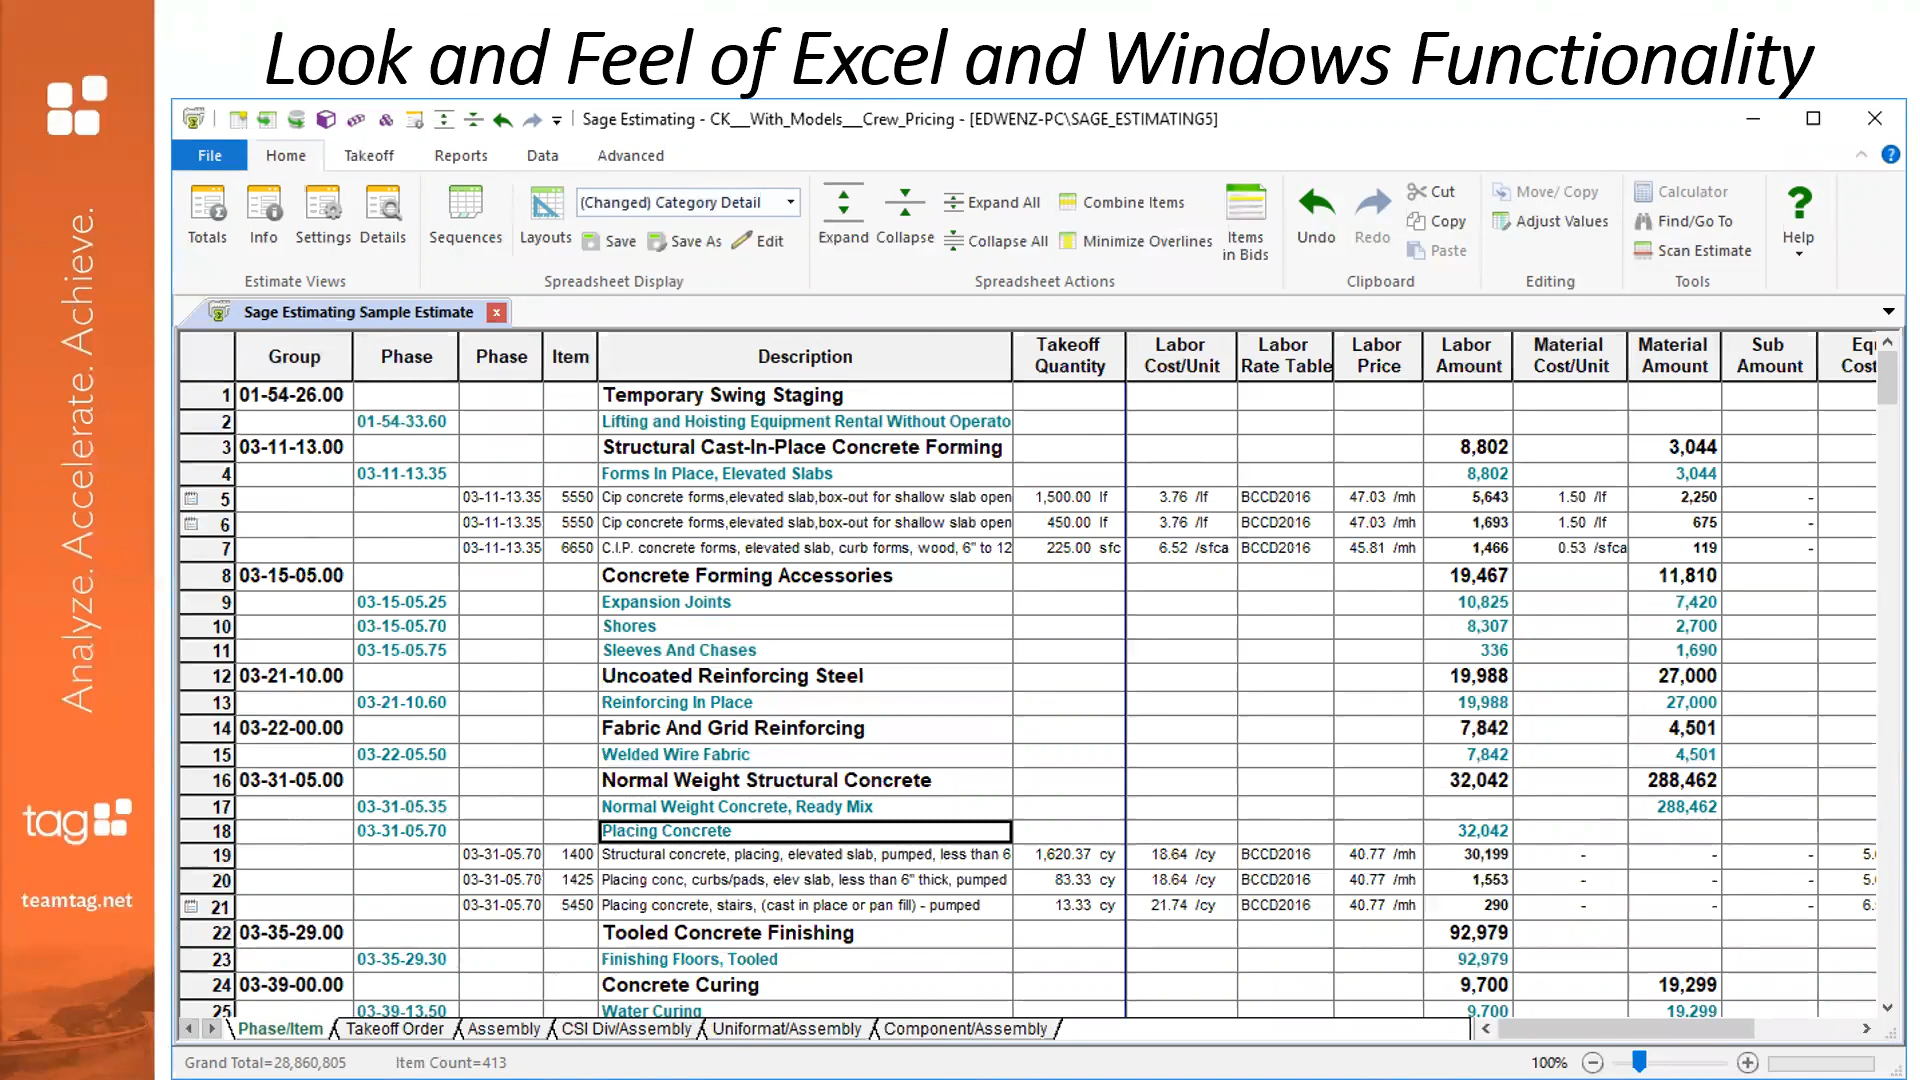 Look and Feel of Excel and Windows Functionality
Analyze. Accelerate. Achieve.
tag
teamtag.net
Sage Estimating - CK___With_Models___Crew_Pricing - [EDWENZ-PC\SAGE_ESTIMATING5]
File Home Takeoff Reports Data Advanced
Totals Info Settings Details Sequences Layouts
Estimate Views
(Changed) Category Detail
Save Save As Edit
Spreadsheet Display
Expand Collapse Expand All Combine Items
Collapse All Minimize Overlines
Items in Bids
Spreadsheet Actions
Undo Redo
Cut
Copy
Paste
Clipboard
Move/ Copy
Adjust Values
Editing
Calculator
Find/Go To
Scan Estimate
Tools
Help
Sage Estimating Sample Estimate
Group Phase Phase Item Description Takeoff Quantity Labor Cost/Unit Labor Rate Table Labor Price Labor Amount Material Cost/Unit Material Amount Sub Amount
1 01-54-26.00 Temporary Swing Staging
2 01-54-33.60 Lifting and Hoisting Equipment Rental Without Operato
3 03-11-13.00 Structural Cast-In-Place Concrete Forming 8,802 3,044
4 03-11-13.35 Forms In Place, Elevated Slabs 8,802 3,044
5 03-11-13.35 5550 Cip concrete forms,elevated slab,box-out for shallow slab open 1,500.00 lf 3.76 /lf BCCD2016 47.03 /mh 5,643 1.50 /lf 2,250 -
6 03-11-13.35 5550 Cip concrete forms,elevated slab,box-out for shallow slab open 450.00 lf 3.76 /lf BCCD2016 47.03 /mh 1,693 1.50 /lf 675 -
7 03-11-13.35 6650 C.I.P. concrete forms, elevated slab, curb forms, wood, 6" to 12 225.00 sfc 6.52 /sfca BCCD2016 45.81 /mh 1,466 0.53 /sfca 119 -
8 03-15-05.00 Concrete Forming Accessories 19,467 11,810
9 03-15-05.25 Expansion Joints 10,825 7,420
10 03-15-05.70 Shores 8,307 2,700
11 03-15-05.75 Sleeves And Chases 336 1,690
12 03-21-10.00 Uncoated Reinforcing Steel 19,988 27,000
13 03-21-10.60 Reinforcing In Place 19,988 27,000
14 03-22-00.00 Fabric And Grid Reinforcing 7,842 4,501
15 03-22-05.50 Welded Wire Fabric 7,842 4,501
16 03-31-05.00 Normal Weight Structural Concrete 32,042 288,462
17 03-31-05.35 Normal Weight Concrete, Ready Mix 288,462
18 03-31-05.70 Placing Concrete 32,042
19 03-31-05.70 1400 Structural concrete, placing, elevated slab, pumped, less than 6 1,620.37 cy 18.64 /cy BCCD2016 40.77 /mh 30,199 - - - 5.
20 03-31-05.70 1425 Placing conc, curbs/pads, elev slab, less than 6" thick, pumped 83.33 cy 18.64 /cy BCCD2016 40.77 /mh 1,553 - - - 5.
21 03-31-05.70 5450 Placing concrete, stairs, (cast in place or pan fill) - pumped 13.33 cy 21.74 /cy BCCD2016 40.77 /mh 290 - - - 6.
22 03-35-29.00 Tooled Concrete Finishing 92,979
23 03-35-29.30 Finishing Floors, Tooled 92,979
24 03-39-00.00 Concrete Curing 9,700 19,299
25 03-39-13.50 Water Curing 9,700 19,299
Phase/Item Takeoff Order Assembly CSI Div/Assembly Uniformat/Assembly Component/Assembly
Grand Total=28,860,805 Item Count=413 100%